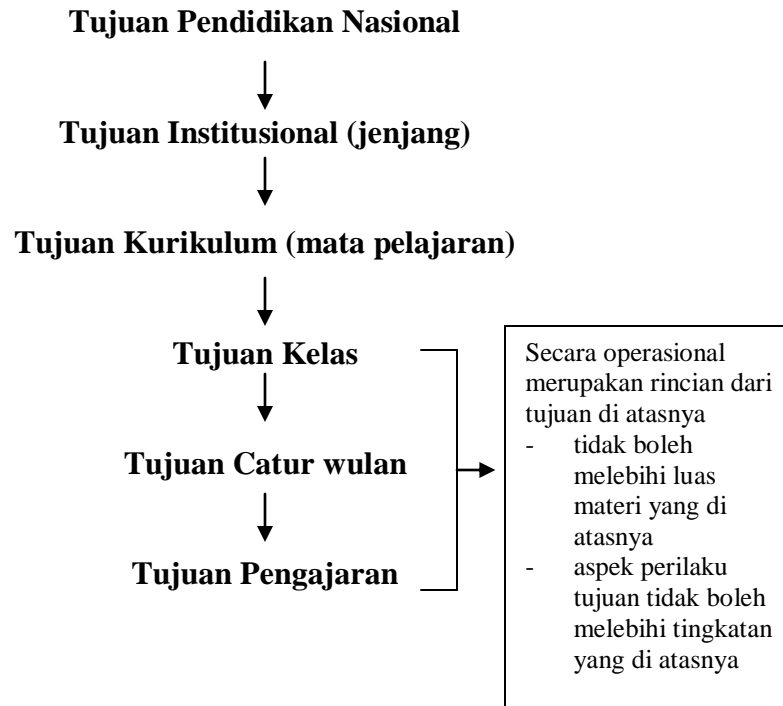 Tujuan Pendidikan Nasional
Tujuan Institusional (jenjang)
Tujuan Kurikulum (mata pelajaran)
Tujuan Kelas
Tujuan Catur wulan
Tujuan Pengajaran
Secara operasional
merupakan rincian dari
tujuan di atasnya
- tidak boleh
melebihi luas
materi yang di
atasnya
- aspek perilaku
tujuan tidak boleh
melebihi tingkatan
yang di atasnya